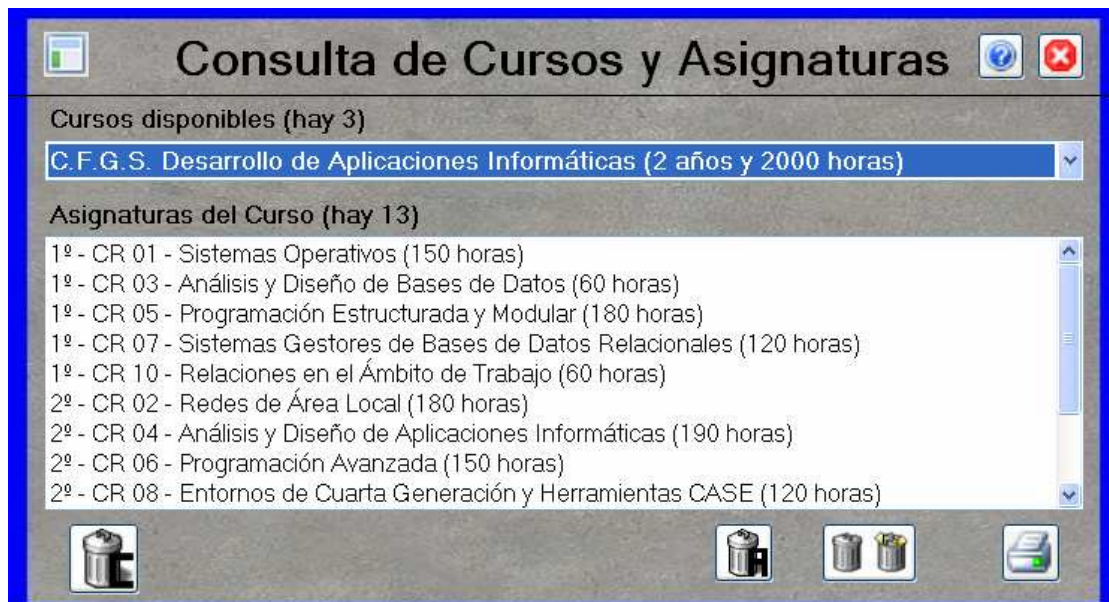 Consulta de Cursos y Asignaturas
Cursos disponibles (hay 3)
C.F.G.S. Desarrollo de Aplicaciones Informáticas (2 años y 2000 horas)
Asignaturas del Curso (hay 13)
1º - CR 01 - Sistemas Operativos (150 horas)
1º - CR 03 - Análisis y Diseño de Bases de Datos (60 horas)
1º - CR 05 - Programación Estructurada y Modular (180 horas)
1º - CR 07 - Sistemas Gestores de Bases de Datos Relacionales (120 horas)
1º - CR 10 - Relaciones en el Ámbito de Trabajo (60 horas)
2º - CR 02 - Redes de Área Local (180 horas)
2º - CR 04 - Análisis y Diseño de Aplicaciones Informáticas (190 horas)
2º - CR 06 - Programación Avanzada (150 horas)
2º - CR 08 - Entornos de Cuarta Generación y Herramientas CASE (120 horas)
C A